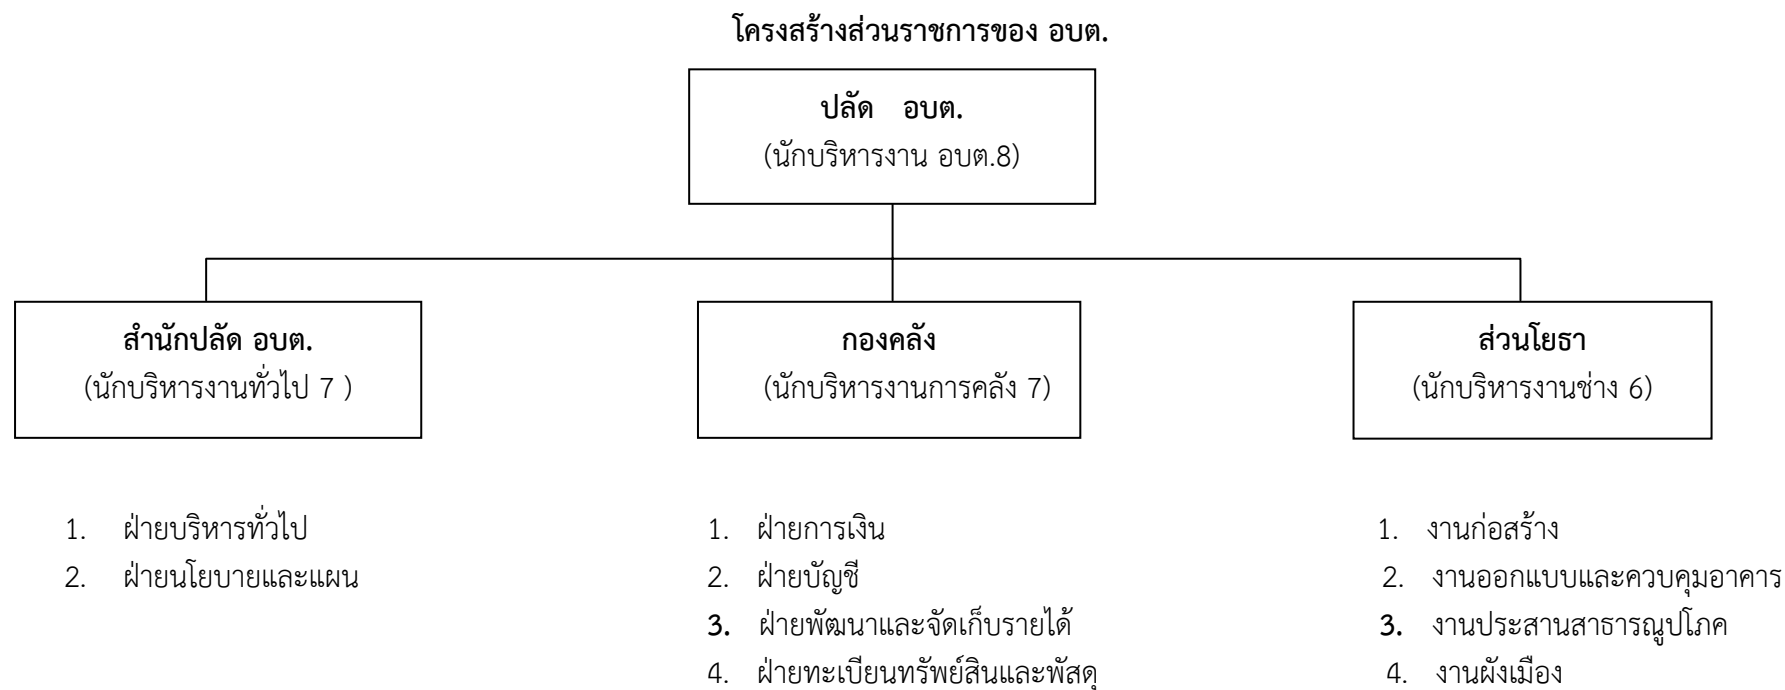 โครงสร้างส่วนราชการของ อบต.
ปลัด อบต.
(นักบริหารงาน อบต.8)
สำนักปลัด อบต.
(นักบริหารงานทั่วไป 7 )
กองคลัง
(นักบริหารงานการคลัง 7)
ส่วนโยธา
(นักบริหารงานช่าง 6)
1. ฝ่ายบริหารทั่วไป
2. ฝ่ายนโยบายและแผน
1. ฝ่ายการเงิน
2. ฝ่ายบัญชี
3. ฝ่ายพัฒนาและจัดเก็บรายได้
4. ฝ่ายทะเบียนทรัพย์สินและพัสดุ
1. งานก่อสร้าง
2. งานออกแบบและควบคุมอาคาร
3. งานประสานสาธารณูปโภค
4. งานผังเมือง